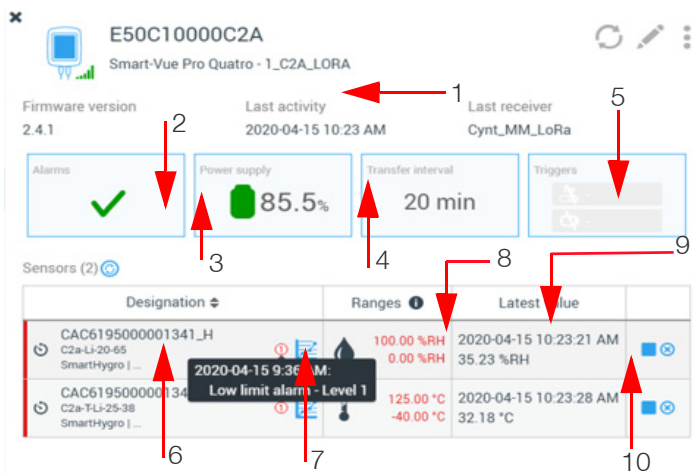 E50C10000C2A
Smart-Vue Pro Quatro - 1_C2A_LORA
1
Firmware version Last activity Last receiver
2.4.1 2020-04-15 10:23 AM Cynt_MM_LoRa
2
5
Alarms Power supply Transfer interval Triggers
85.5% 20 min
-
-
3
4
8
9
Sensors (2)
Designation Ranges Latest
CAC6195000001341_H
C2a-Li-20-65
SmartHygro | ...
1
100.00 %RH
0.00 %RH
2020-04-15 10:23:21 AM
35.23 %RH
2020-04-15 9:36 AM:
Low limit alarm - Level 1
C2a-T-Li-25-38
SmartHygro | ...
1
125.00 °C
-40.00 °C
2020-04-15 10:23:28 AM
32.18 °C
6
7
10